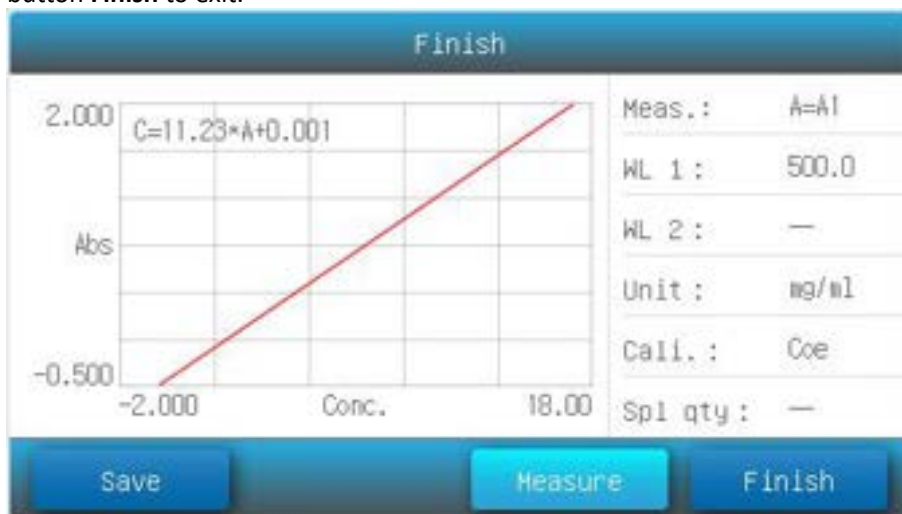 button Finish to exit.
Finish
2.000
C=11.23*A+0.001
Abs
-0.500
-2.000 Conc. 18.00
Meas.: A=A1
WL 1: 500.0
WL 2: —
Unit: mg/ml
Cali.: Coe
Spl qty: —
Save Measure Finish